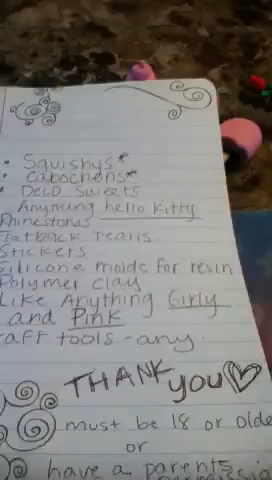 • Squishys*
• Cabochens*
• Deco Sweets
Anything hello Kitty
Rhinestones
Flatback Pearls
Stickers
Silicone molds for resin
Polymer clay
Like Anything Girly
and Pink
raft tools - any.
THANK you
must be 18 or olde
or
have a parents